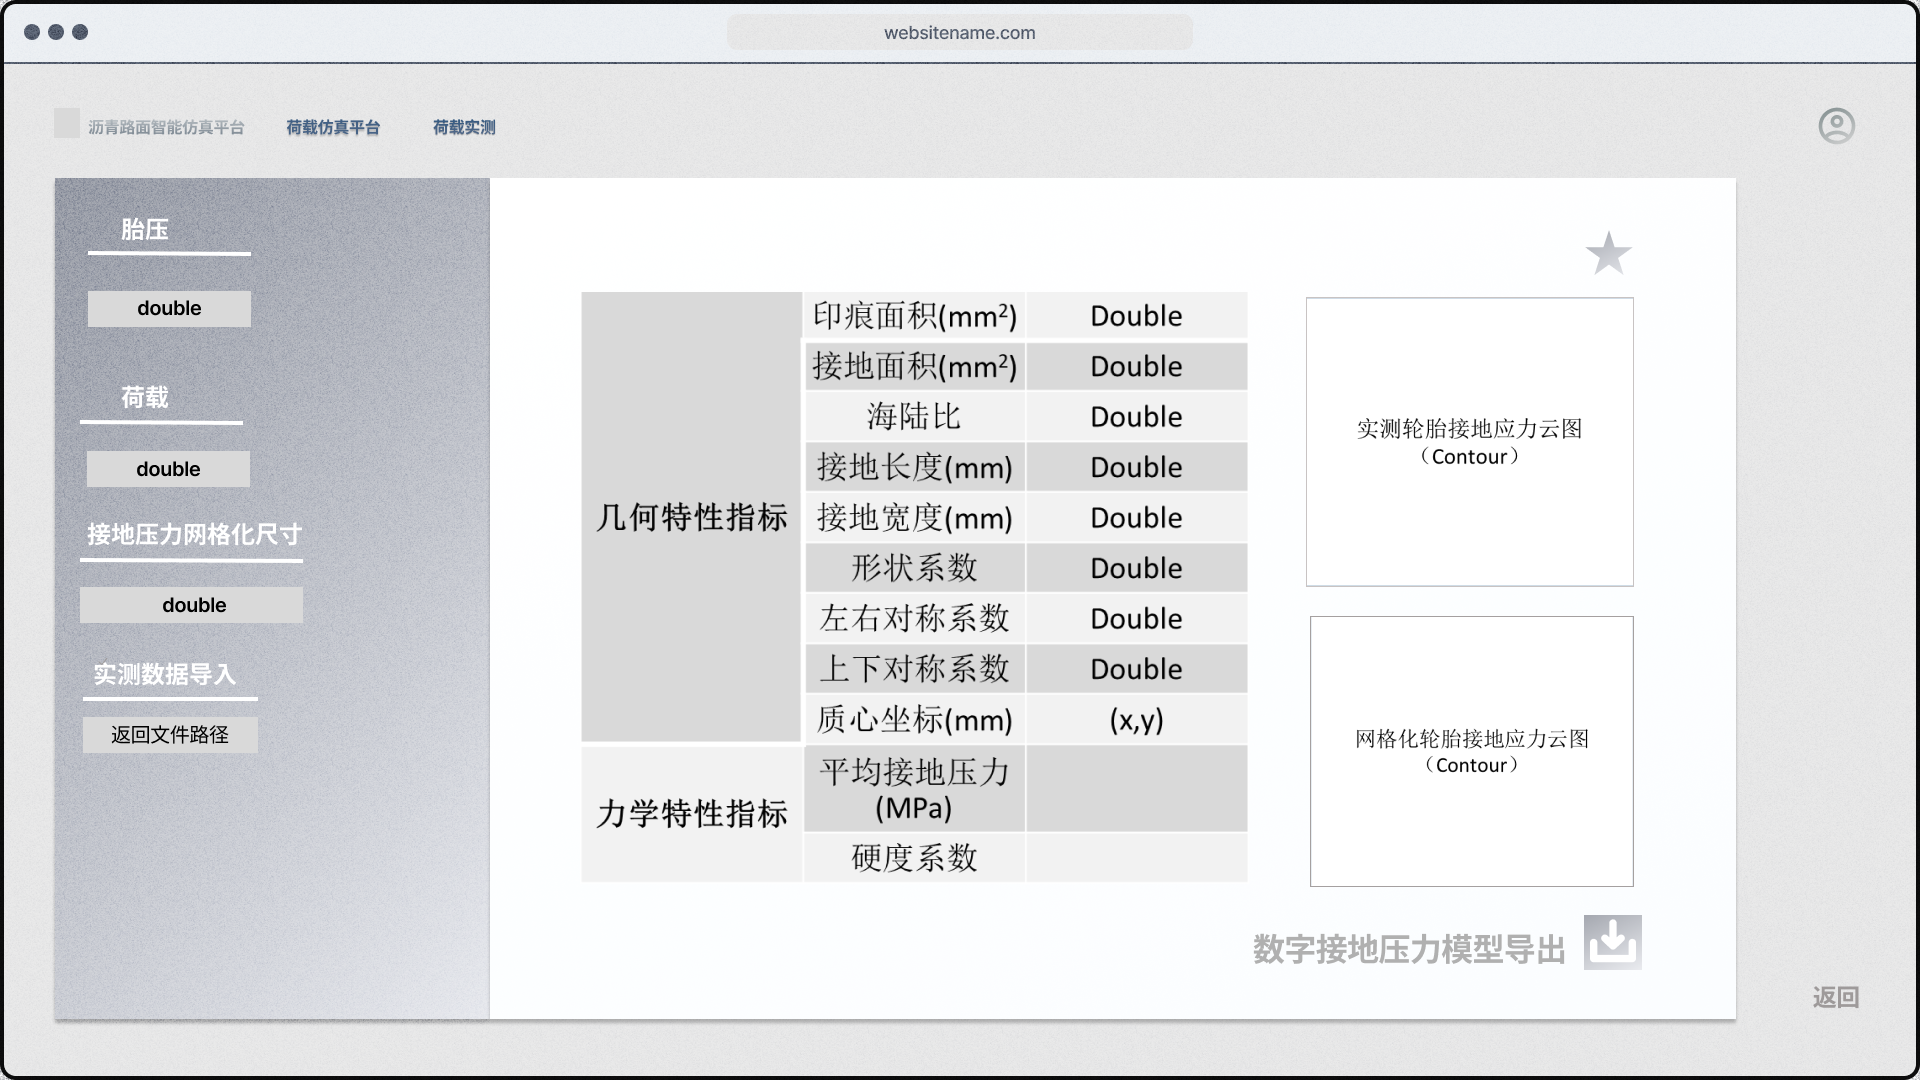 websitename.com
沥青路面智能仿真平台 荷载仿真平台 荷载实测
胎压
double
荷载
double
接地压力网格化尺寸
double
实测数据导入
返回文件路径
几何特性指标
印痕面积(mm²) Double
接地面积(mm²) Double
海陆比 Double
接地长度(mm) Double
接地宽度(mm) Double
形状系数 Double
左右对称系数 Double
上下对称系数 Double
质心坐标(mm) (x,y)
力学特性指标
平均接地压力
(MPa)
硬度系数
实测轮胎接地应力云图
（Contour）
网格化轮胎接地应力云图
（Contour）
数字接地压力模型导出
返回